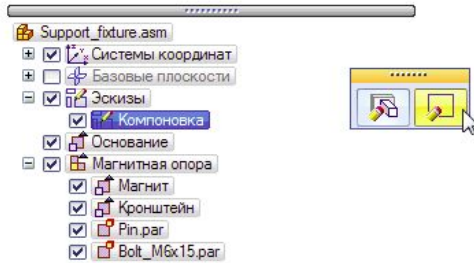 Support_fixture.asm
Системы координат
Базовые плоскости
Эскизы
Компоновка
Основание
Магнитная опора
Магнит
Кронштейн
Pin.par
Bolt_M6x15.par